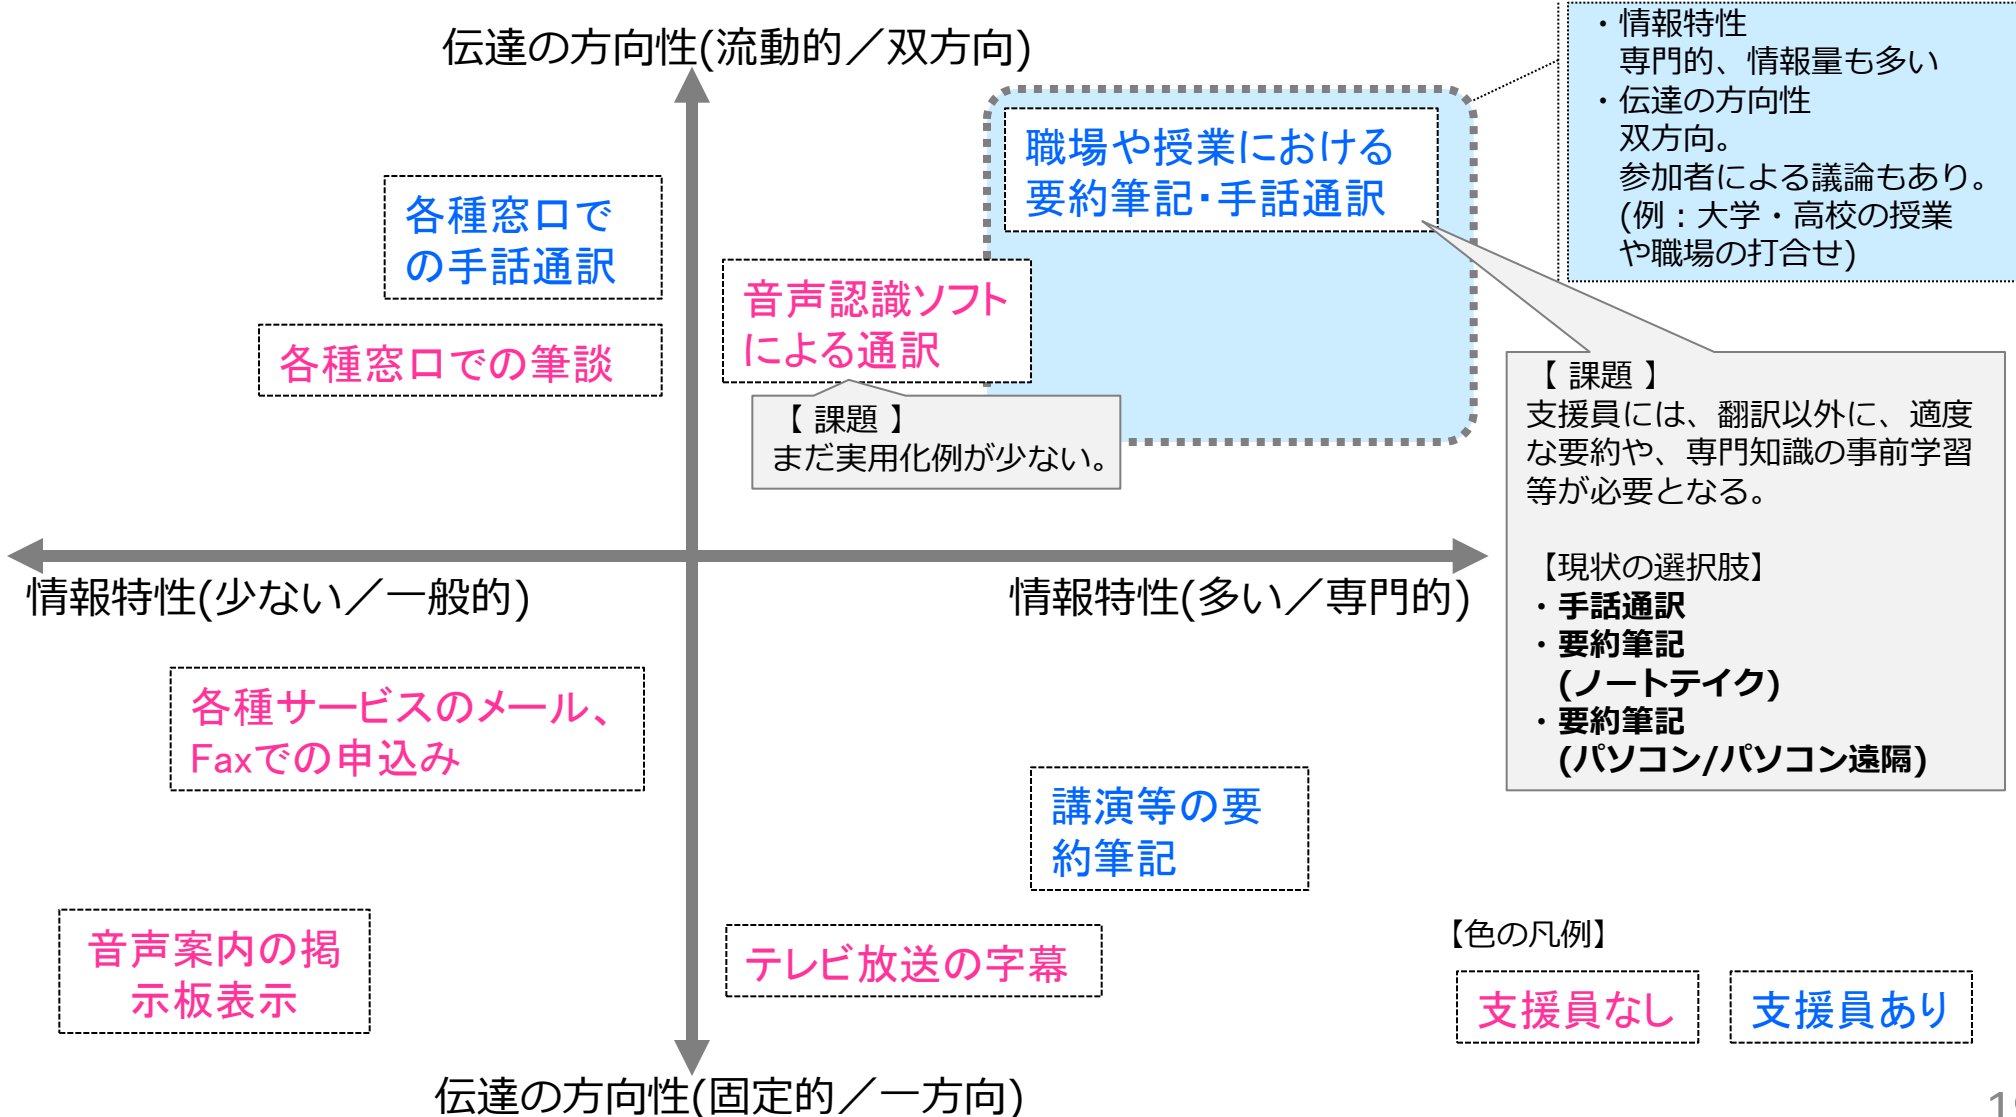 伝達の方向性(流動的／双方向)
・情報特性
専門的、情報量も多い
・伝達の方向性
双方向。
参加者による議論もあり。
(例：大学・高校の授業
や職場の打合せ)
職場や授業における
要約筆記・手話通訳
各種窓口で
の手話通訳
音声認識ソフト
による通訳
各種窓口での筆談
【 課題 】
まだ実用化例が少ない。
【 課題 】
支援員には、翻訳以外に、適度
な要約や、専門知識の事前学習
等が必要となる。
【現状の選択肢】
・手話通訳
・要約筆記
(ノートテイク)
・要約筆記
(パソコン/パソコン遠隔)
情報特性(少ない／一般的)
情報特性(多い／専門的)
各種サービスのメール、
Faxでの申込み
講演等の要
約筆記
音声案内の掲
示板表示
テレビ放送の字幕
【色の凡例】
支援員なし
支援員あり
伝達の方向性(固定的／一方向)